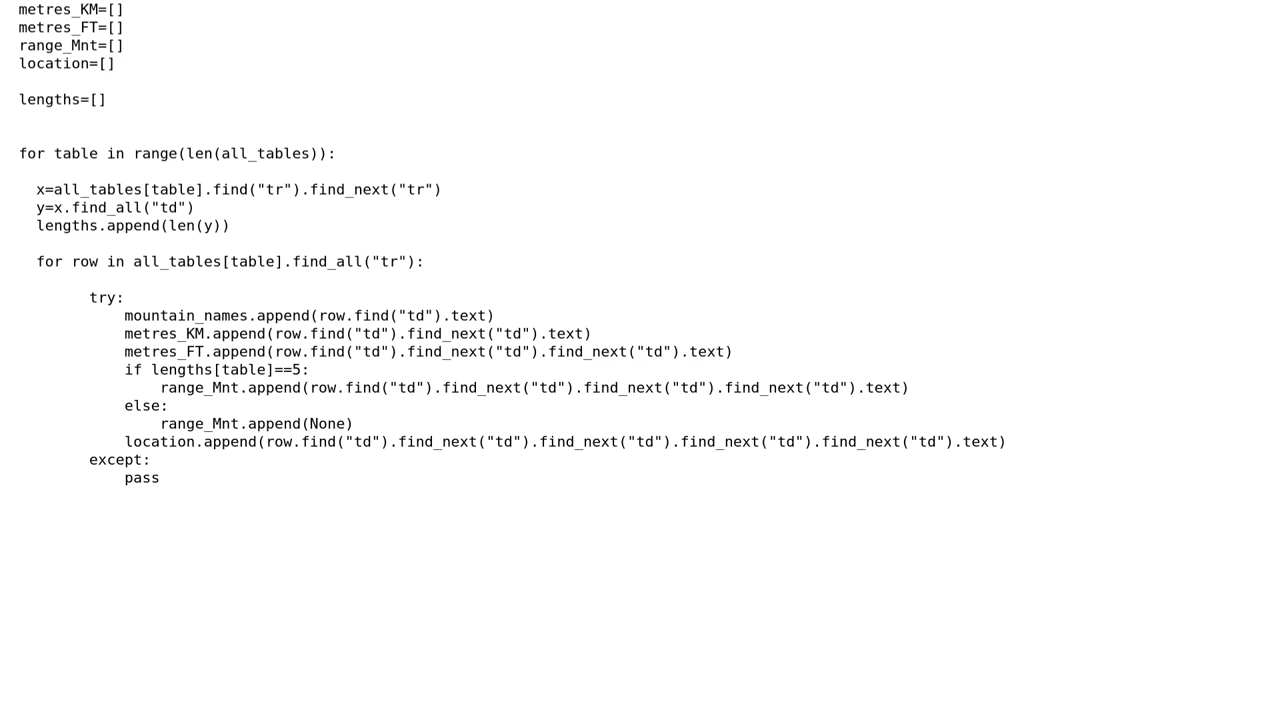 metres_KM=[]
metres_FT=[]
range_Mnt=[]
location=[]
lengths=[]
for table in range(len(all_tables)):
x=all_tables[table].find("tr").find_next("tr")
y=x.find_all("td")
lengths.append(len(y))
for row in all_tables[table].find_all("tr"):
try:
mountain_names.append(row.find("td").text)
metres_KM.append(row.find("td").find_next("td").text)
metres_FT.append(row.find("td").find_next("td").find_next("td").text)
if lengths[table]==5:
range_Mnt.append(row.find("td").find_next("td").find_next("td").find_next("td").text)
else:
range_Mnt.append(None)
location.append(row.find("td").find_next("td").find_next("td").find_next("td").find_next("td").text)
except:
pass